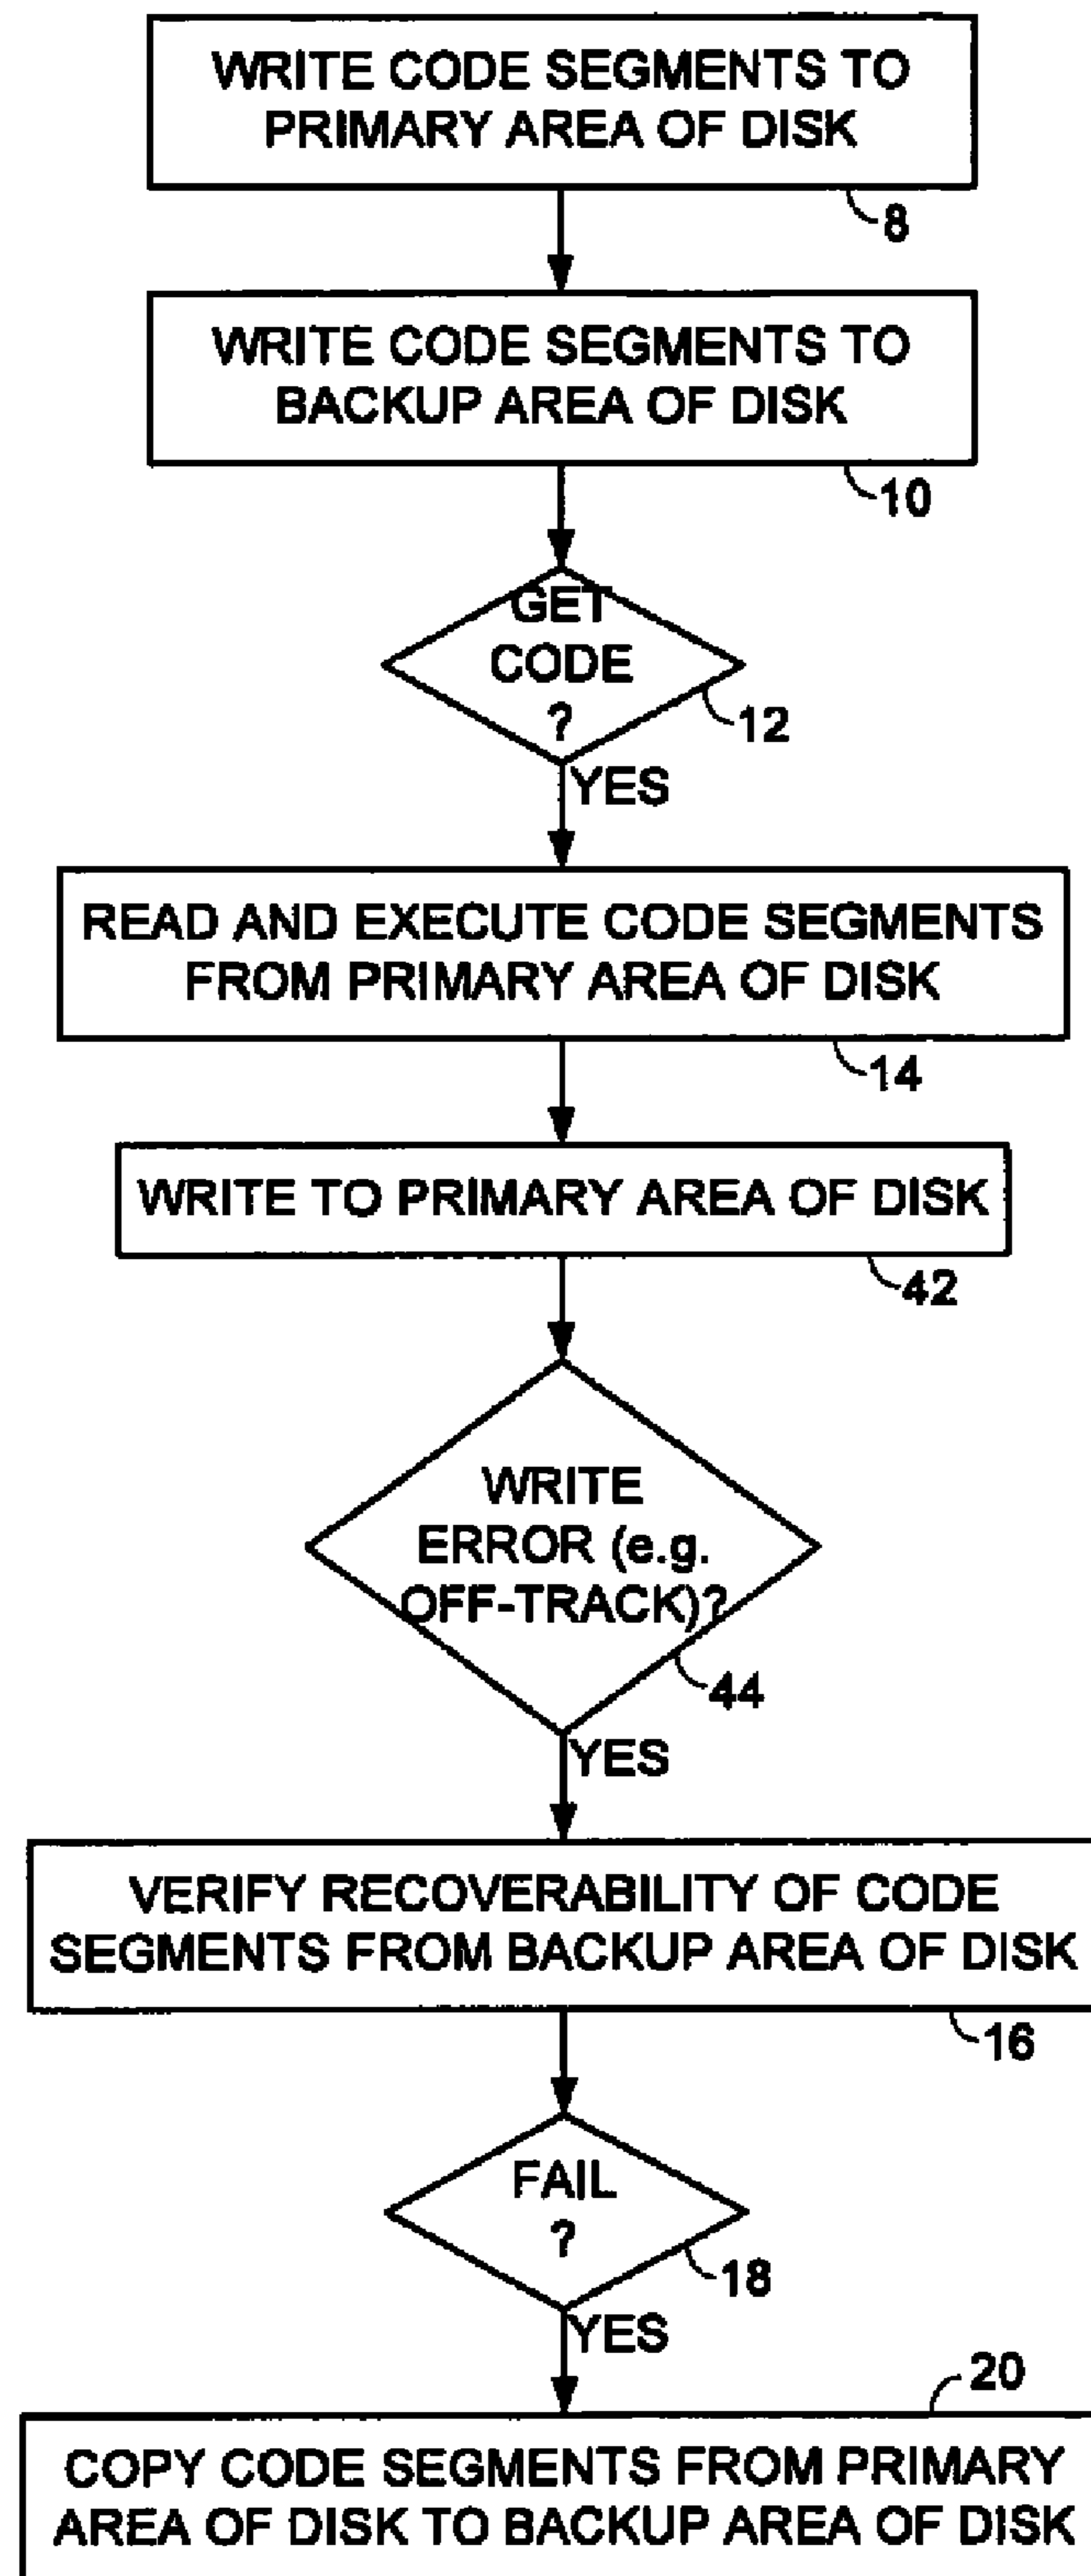 WRITE CODE SEGMENTS TO
PRIMARY AREA OF DISK
8
WRITE CODE SEGMENTS TO
BACKUP AREA OF DISK
10
GET
CODE
?
12
YES
READ AND EXECUTE CODE SEGMENTS
FROM PRIMARY AREA OF DISK
14
WRITE TO PRIMARY AREA OF DISK
42
WRITE
ERROR (e.g.
OFF-TRACK)?
44
YES
VERIFY RECOVERABILITY OF CODE
SEGMENTS FROM BACKUP AREA OF DISK
16
FAIL
?
18
YES
20
COPY CODE SEGMENTS FROM PRIMARY
AREA OF DISK TO BACKUP AREA OF DISK